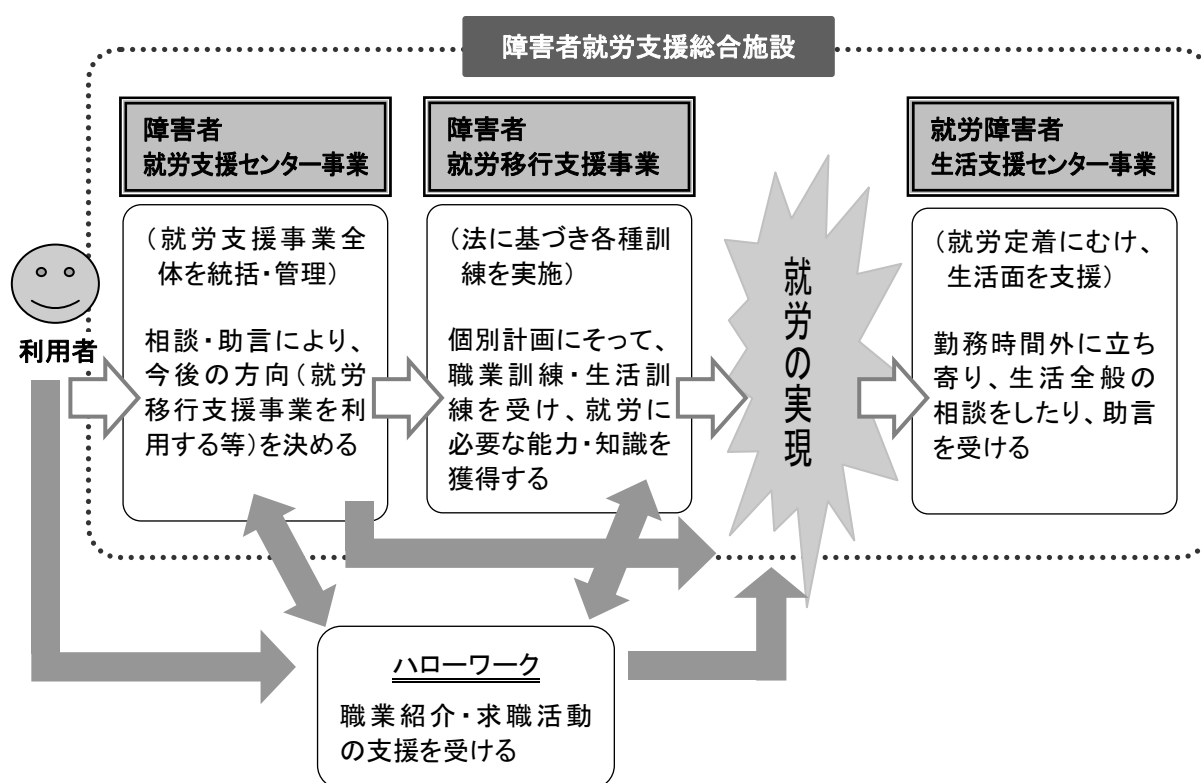 障害者就労支援総合施設
障害者
就労支援センター事業
（就労支援事業全
体を統括・管理）
相談・助言により、
今後の方向（就労
移行支援事業を利
用する等）を決める
障害者
就労移行支援事業
（法に基づき各種訓
練を実施）
個別計画にそって、
職業訓練・生活訓
練を受け、就労に
必要な能力・知識を
獲得する
就労の実現
就労障害者
生活支援センター事業
（就労定着にむけ、
生活面を支援）
勤務時間外に立ち
寄り、生活全般の
相談をしたり、助言
を受ける
利用者
ハローワーク
職業紹介・求職活動
の支援を受ける